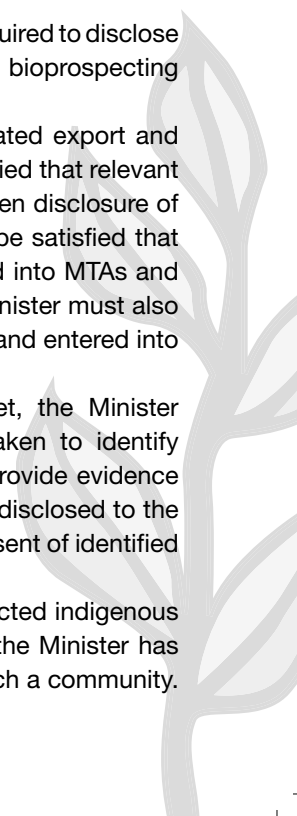 uired to disclose
bioprospecting
ated export and
ied that relevant
en disclosure of
be satisfied that
d into MTAs and
nister must also
and entered into
et, the Minister
aken to identify
rovide evidence
disclosed to the
sent of identified
cted indigenous
the Minister has
ch a community.